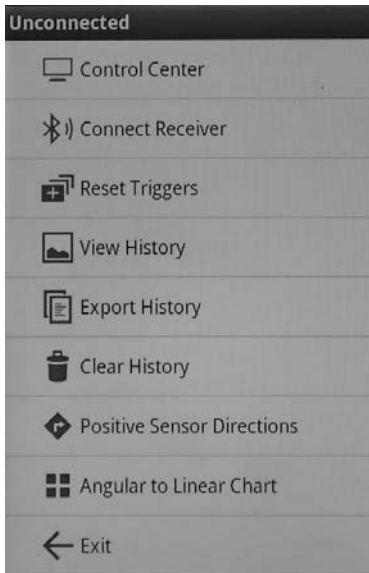 Unconnected
Control Center
Connect Receiver
Reset Triggers
View History
Export History
Clear History
Positive Sensor Directions
Angular to Linear Chart
Exit